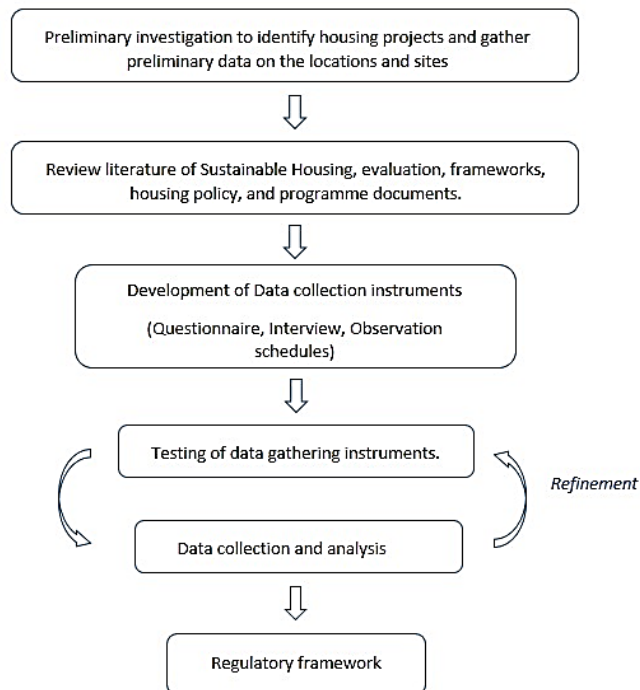 Preliminary investigation to identify housing projects and gather
preliminary data on the locations and sites
Review literature of Sustainable Housing, evaluation, frameworks,
housing policy, and programme documents.
Development of Data collection instruments
(Questionnaire, Interview, Observation
schedules)
Testing of data gathering instruments.
Refinement
Data collection and analysis
Regulatory framework